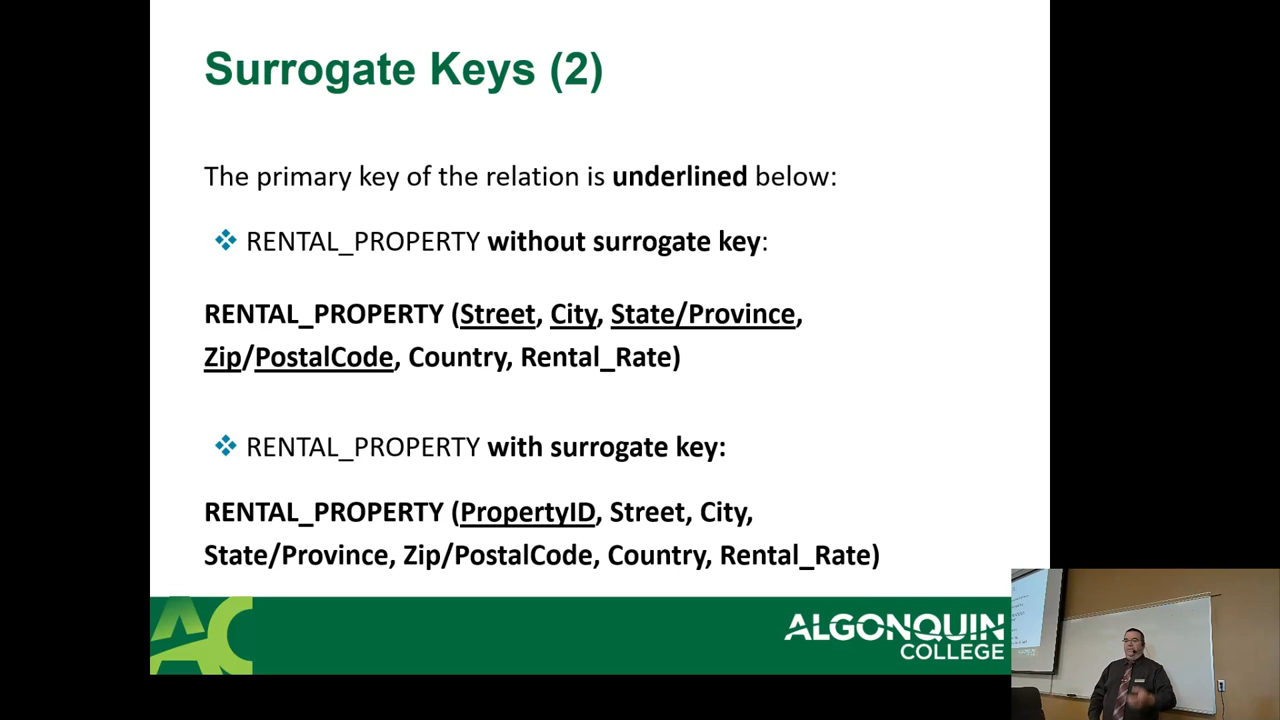 Surrogate Keys (2)
The primary key of the relation is underlined below:
RENTAL_PROPERTY without surrogate key:
RENTAL_PROPERTY (Street, City, State/Province,
Zip/PostalCode, Country, Rental_Rate)
RENTAL_PROPERTY with surrogate key:
RENTAL_PROPERTY (PropertyID, Street, City,
State/Province, Zip/PostalCode, Country, Rental_Rate)
AC
ALGONQUIN
COLLEGE